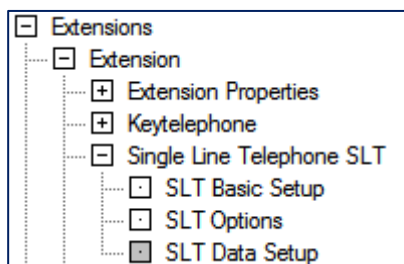 Extensions
Extension
Extension Properties
Keytelephone
Single Line Telephone SLT
SLT Basic Setup
SLT Options
SLT Data Setup